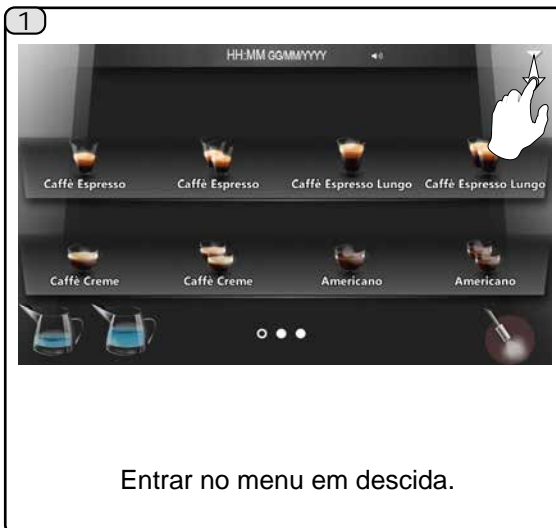 1
HH:MM GG/MM/YYYY
Caffè Espresso Caffè Espresso Caffè Espresso Lungo Caffè Espresso Lungo
Caffè Creme Caffè Creme Americano Americano
Entrar no menu em descida.